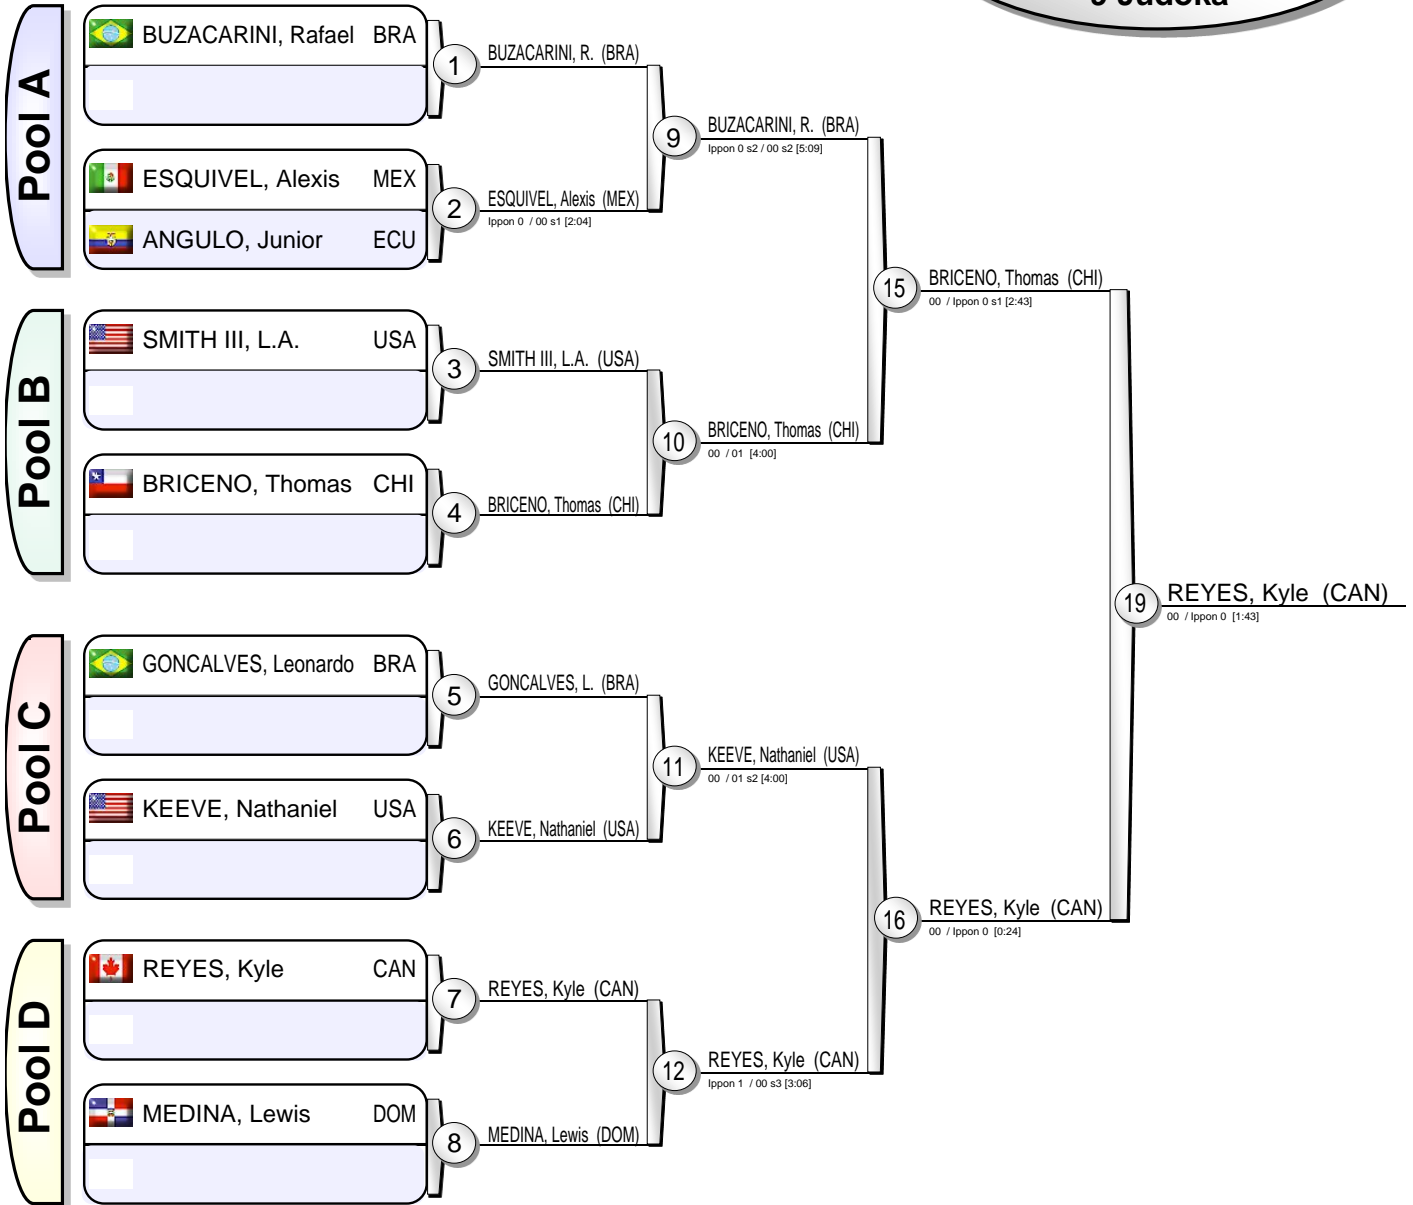 9 Judoka
Pool A
BUZACARINI, Rafael BRA
1
BUZACARINI, R. (BRA)
ESQUIVEL, Alexis MEX
ANGULO, Junior ECU
2
ESQUIVEL, Alexis (MEX)
Ippon 0 / 00 s1 [2:04]
9
BUZACARINI, R. (BRA)
Ippon 0 s2 / 00 s2 [5:09]
Pool B
SMITH III, L.A. USA
3
SMITH III, L.A. (USA)
BRICENO, Thomas CHI
4
BRICENO, Thomas (CHI)
10
BRICENO, Thomas (CHI)
00 / 01 [4:00]
15
BRICENO, Thomas (CHI)
00 / Ippon 0 s1 [2:43]
Pool C
GONCALVES, Leonardo BRA
5
GONCALVES, L. (BRA)
KEEVE, Nathaniel USA
6
KEEVE, Nathaniel (USA)
11
KEEVE, Nathaniel (USA)
00 / 01 s2 [4:00]
Pool D
REYES, Kyle CAN
7
REYES, Kyle (CAN)
MEDINA, Lewis DOM
8
MEDINA, Lewis (DOM)
12
REYES, Kyle (CAN)
Ippon 1 / 00 s3 [3:06]
16
REYES, Kyle (CAN)
00 / Ippon 0 [0:24]
19
REYES, Kyle (CAN)
00 / Ippon 0 [1:43]